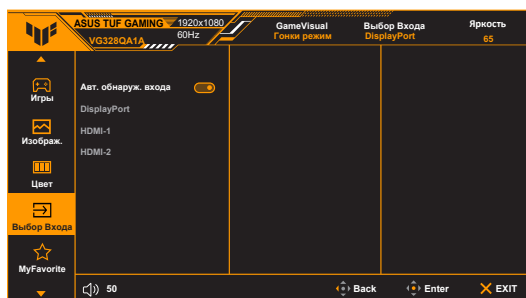 ASUS TUF GAMING 1920x1080
VG328QA1A 60Hz
GameVisual
Гонки режим
Выбор Входа
DisplayPort
Яркость
65
Игры
Изображ.
Цвет
Выбор Входа
MyFavorite
Авт. обнаруж. входа
DisplayPort
HDMI-1
HDMI-2
50
Back
Enter
EXIT